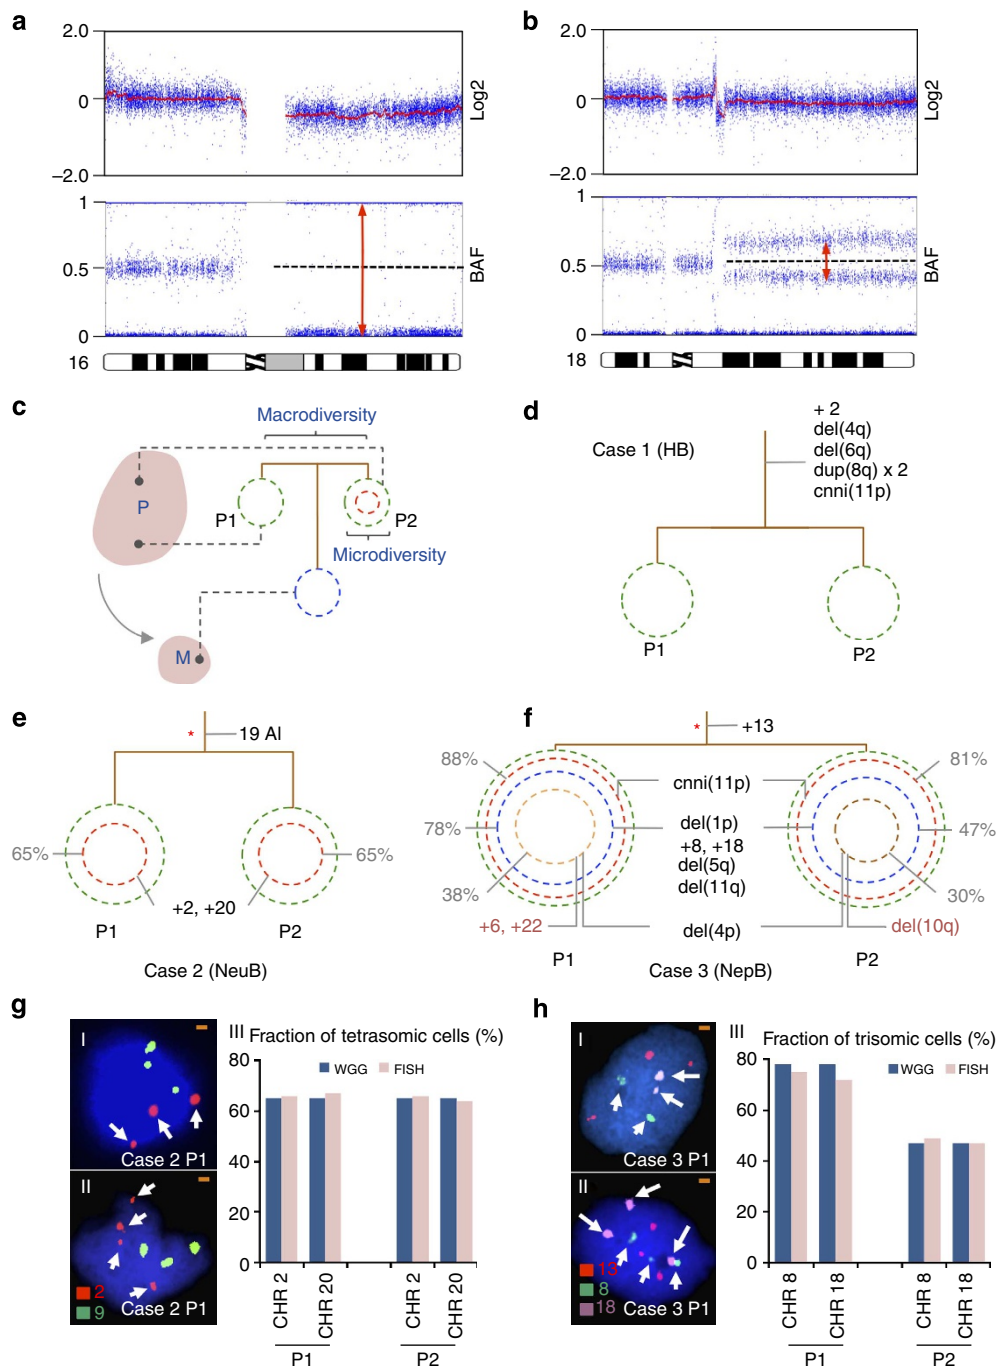 a
2.0
0
−2.0
Log2
1
0.5
0
BAF
16
b
2.0
0
−2.0
Log2
1
0.5
0
BAF
18
c
Macrodiversity
P
P1
P2
Microdiversity
M
d
Case 1 (HB)
+ 2
del(4q)
del(6q)
dup(8q) x 2
cnni(11p)
P1
P2
e
*
19 AI
65%
65%
+2, +20
P1
P2
Case 2 (NeuB)
f
*
+13
88%
81%
cnni(11p)
78%
del(1p)
+8, +18
del(5q)
del(11q)
47%
38%
30%
+6, +22
del(4p)
del(10q)
P1
Case 3 (NepB)
P2
g
I
Case 2 P1
II
2
9
Case 2 P1
III
Fraction of tetrasomic cells (%)
80
60
40
20
0
WGG
FISH
CHR 2
CHR 20
CHR 2
CHR 20
P1
P2
h
I
Case 3 P1
II
13
8
18
Case 3 P1
III
Fraction of trisomic cells (%)
80
60
40
20
0
WGG
FISH
CHR 8
CHR 18
CHR 8
CHR 18
P1
P2